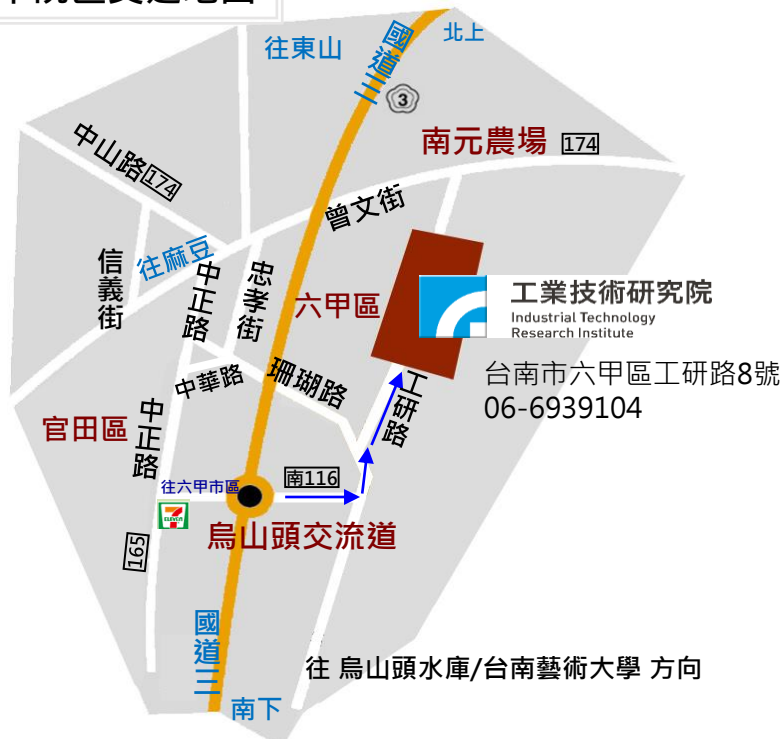 北上
國道三
往東山
3
中山路174
南元農場 174
曾文街
信義街
往麻豆
忠孝街
中正路
六甲區
工業技術研究院
Industrial Technology
Research Institute
台南市六甲區工研路8號
06-6939104
中華路
珊瑚路
工研路
官田區
中正路
往六甲市區
南116
ELEVEN
烏山頭交流道
165
國道三
往 烏山頭水庫/台南藝術大學 方向
南下